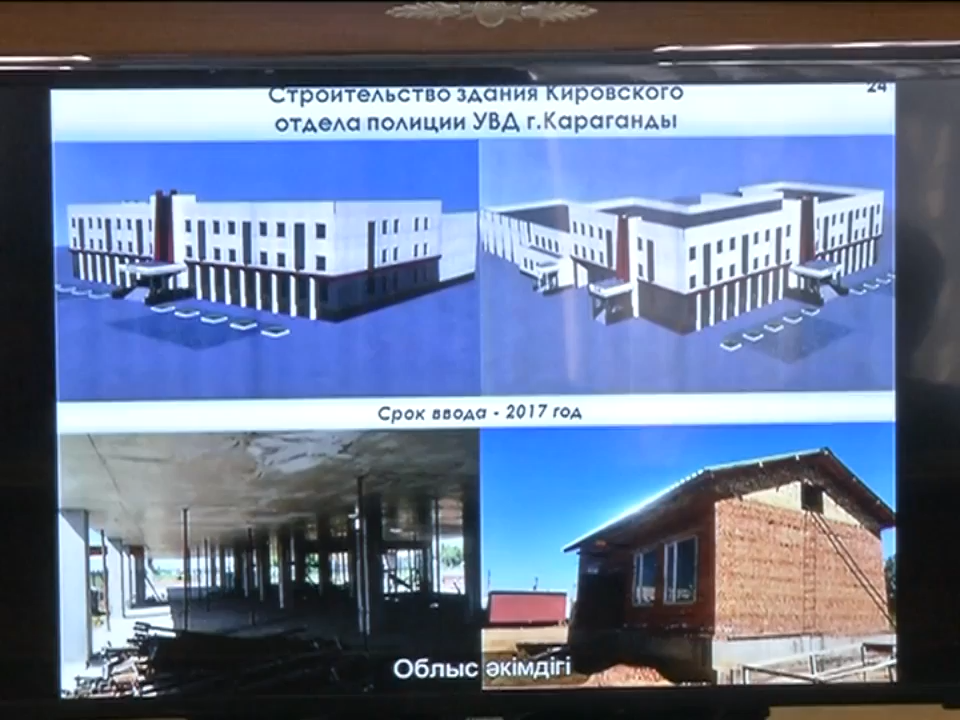 24
Строительство здания Кировского
отдела полиции УВД г.Караганды
Срок ввода - 2017 год
Облыс әкімдігі